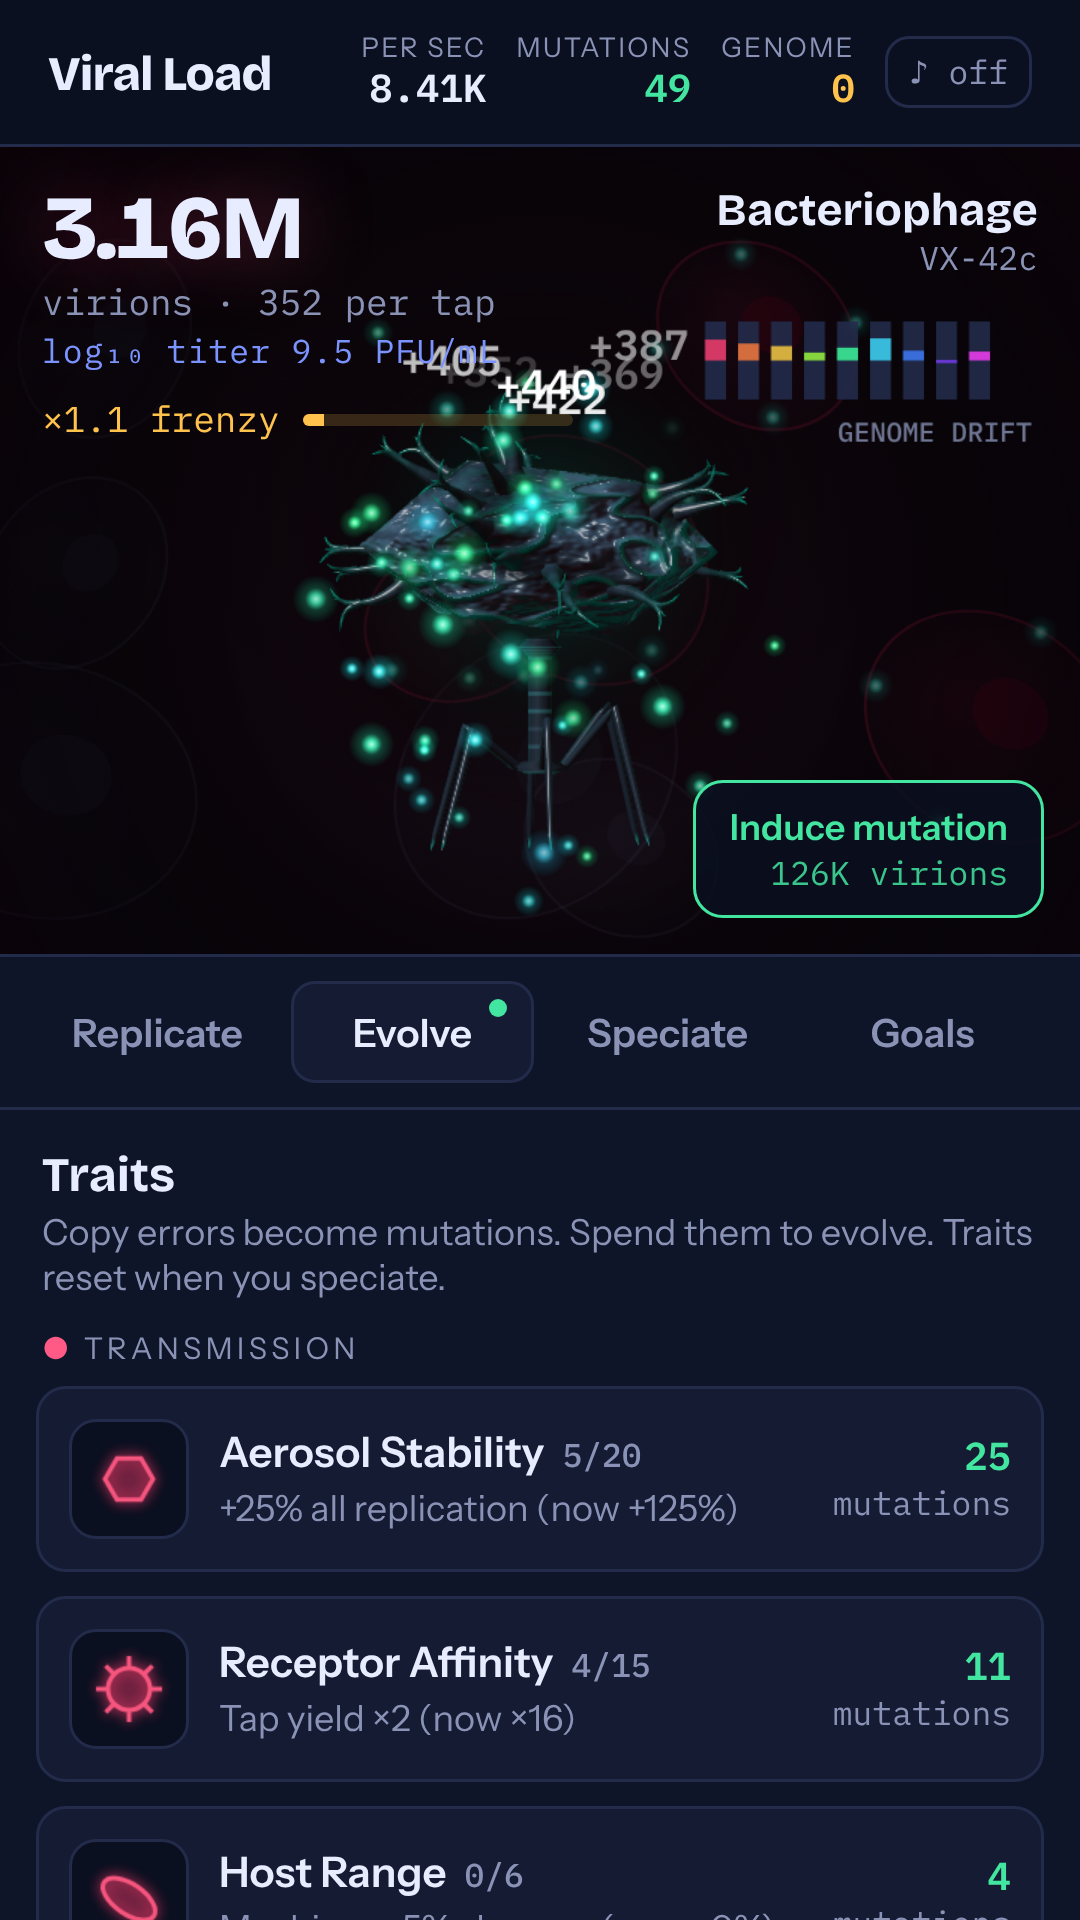 Viral Load
PER SEC
8.41K
MUTATIONS
49
GENOME
0
♪ off
3.16M
virions · 352 per tap
log₁₀ titer 9.5 PFU/mL
×1.1 frenzy
Bacteriophage
VX-42c
+405
+352
+387
+369
+440
+422
GENOME DRIFT
Induce mutation
126K virions
Replicate
Evolve
Speciate
Goals
Traits
Copy errors become mutations. Spend them to evolve. Traits
reset when you speciate.
TRANSMISSION
Aerosol Stability 5/20
+25% all replication (now +125%)
25
mutations
Receptor Affinity 4/15
Tap yield ×2 (now ×16)
11
mutations
Host Range 0/6
4
mutations